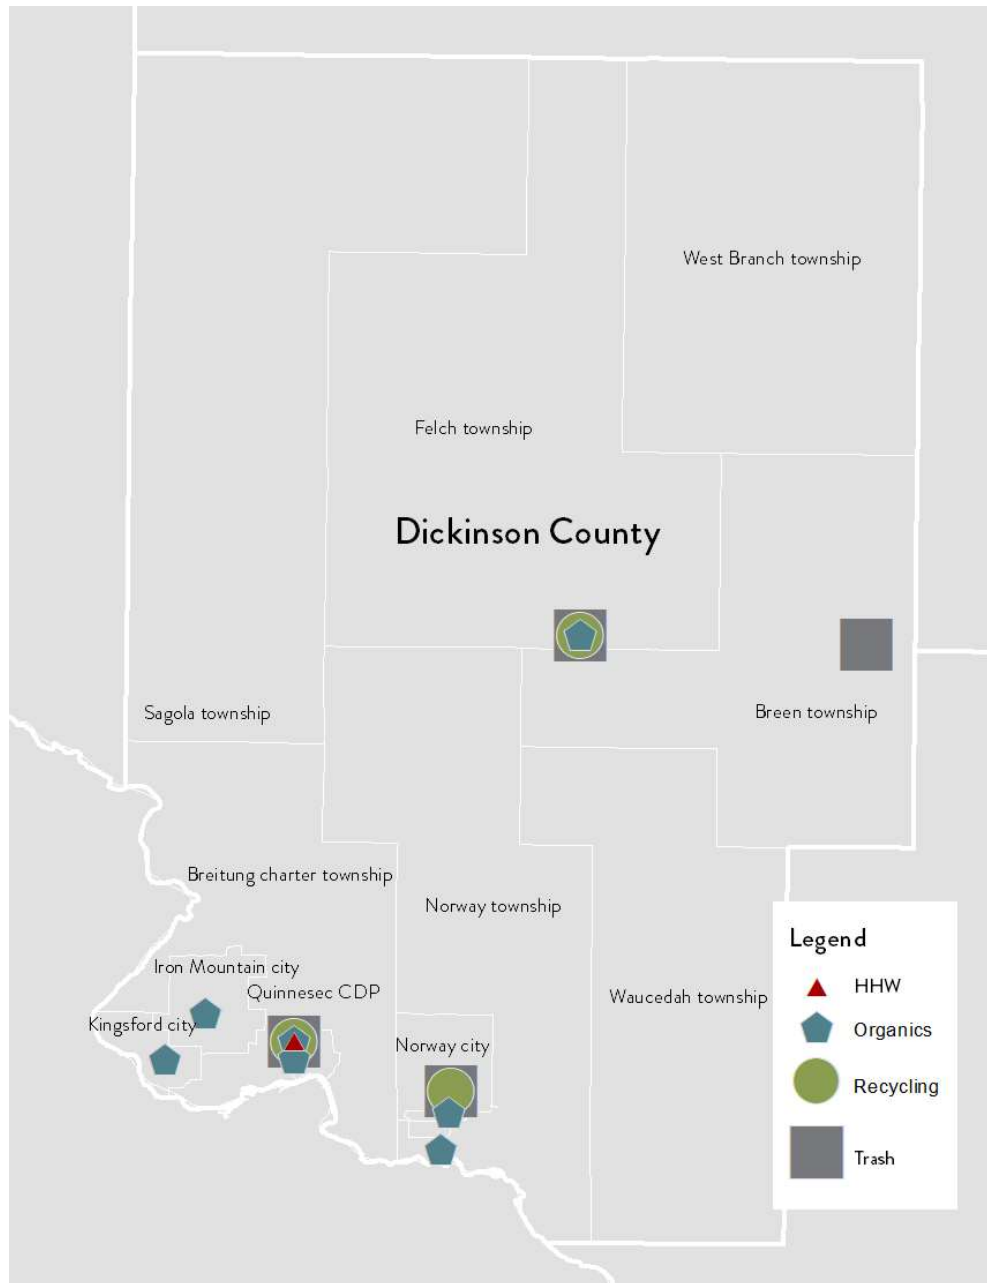 West Branch township
Felch township
Dickinson County
Sagola township
Breen township
Breitung charter township
Norway township
Iron Mountain city
Quinnesec CDP
Waucedah township
Kingsford city
Norway city
Legend
HHW
Organics
Recycling
Trash